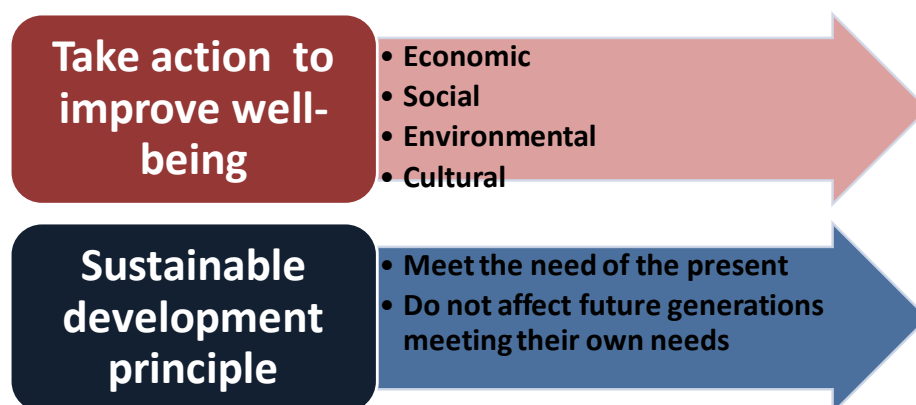 Take action to
improve well-
being
• Economic
• Social
• Environmental
• Cultural
Sustainable
development
principle
• Meet the need of the present
• Do not affect future generations
meeting their own needs